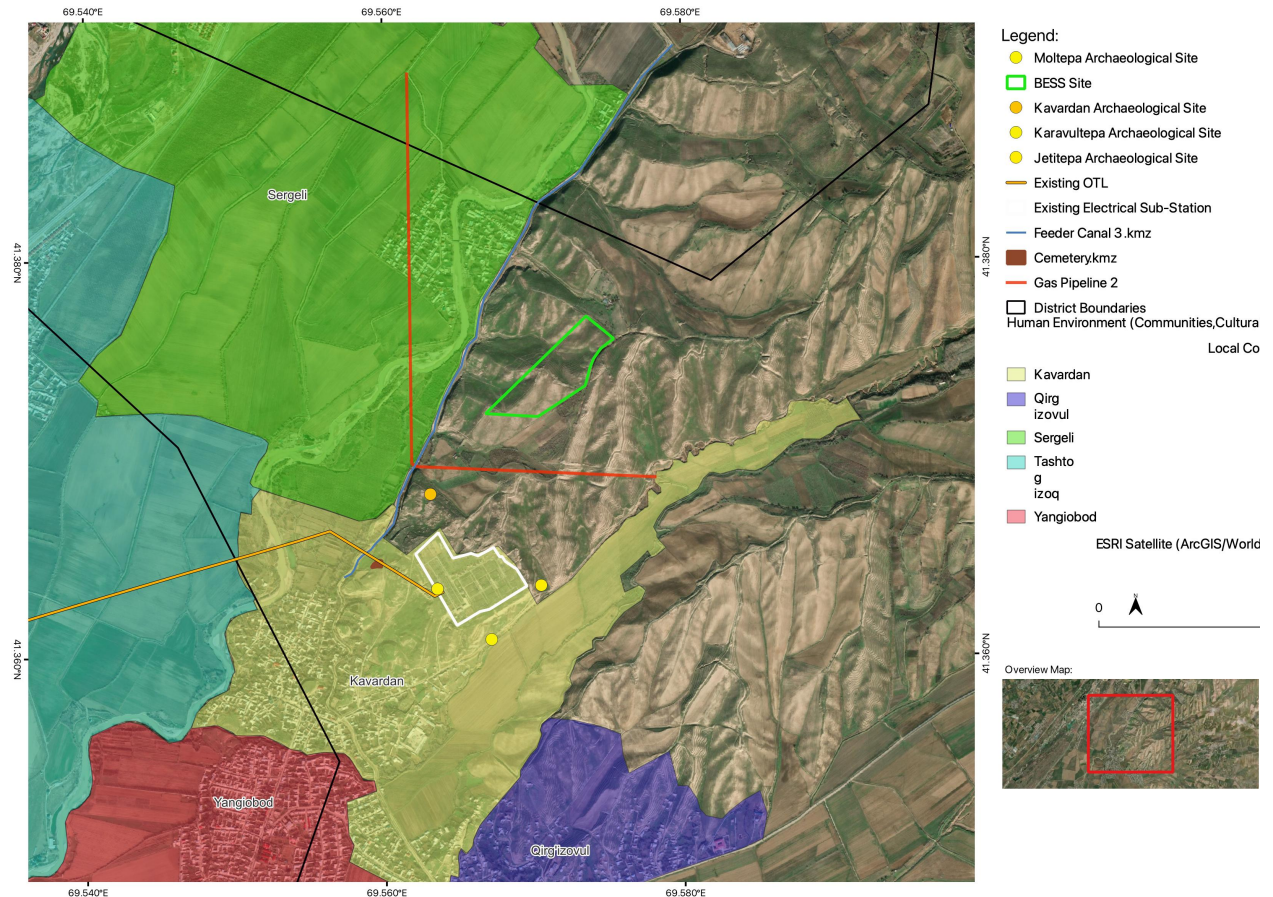 69.540°E
69.560°E
69.580°E
Legend:
Moltepa Archaeological Site
BESS Site
Kavardan Archaeological Site
Karavultepa Archaeological Site
Jetitepa Archaeological Site
Existing OTL
Existing Electrical Sub-Station
Feeder Canal 3 .kmz
Cemetery.kmz
Gas Pipeline 2
District Boundaries
Human Environment (Communities,Cultura
Local Co
Kavardan
Qirg
izovul
Sergeli
Tashto
g
izoq
Yangiobod
ESRI Satellite (ArcGIS/World
0
N
Overview Map:
Sergeli
41.380°N
41.380°N
41.360°N
41.360°N
Kavardan
Yangiobod
Qirg'izovul
69.540°E
69.560°E
69.580°E